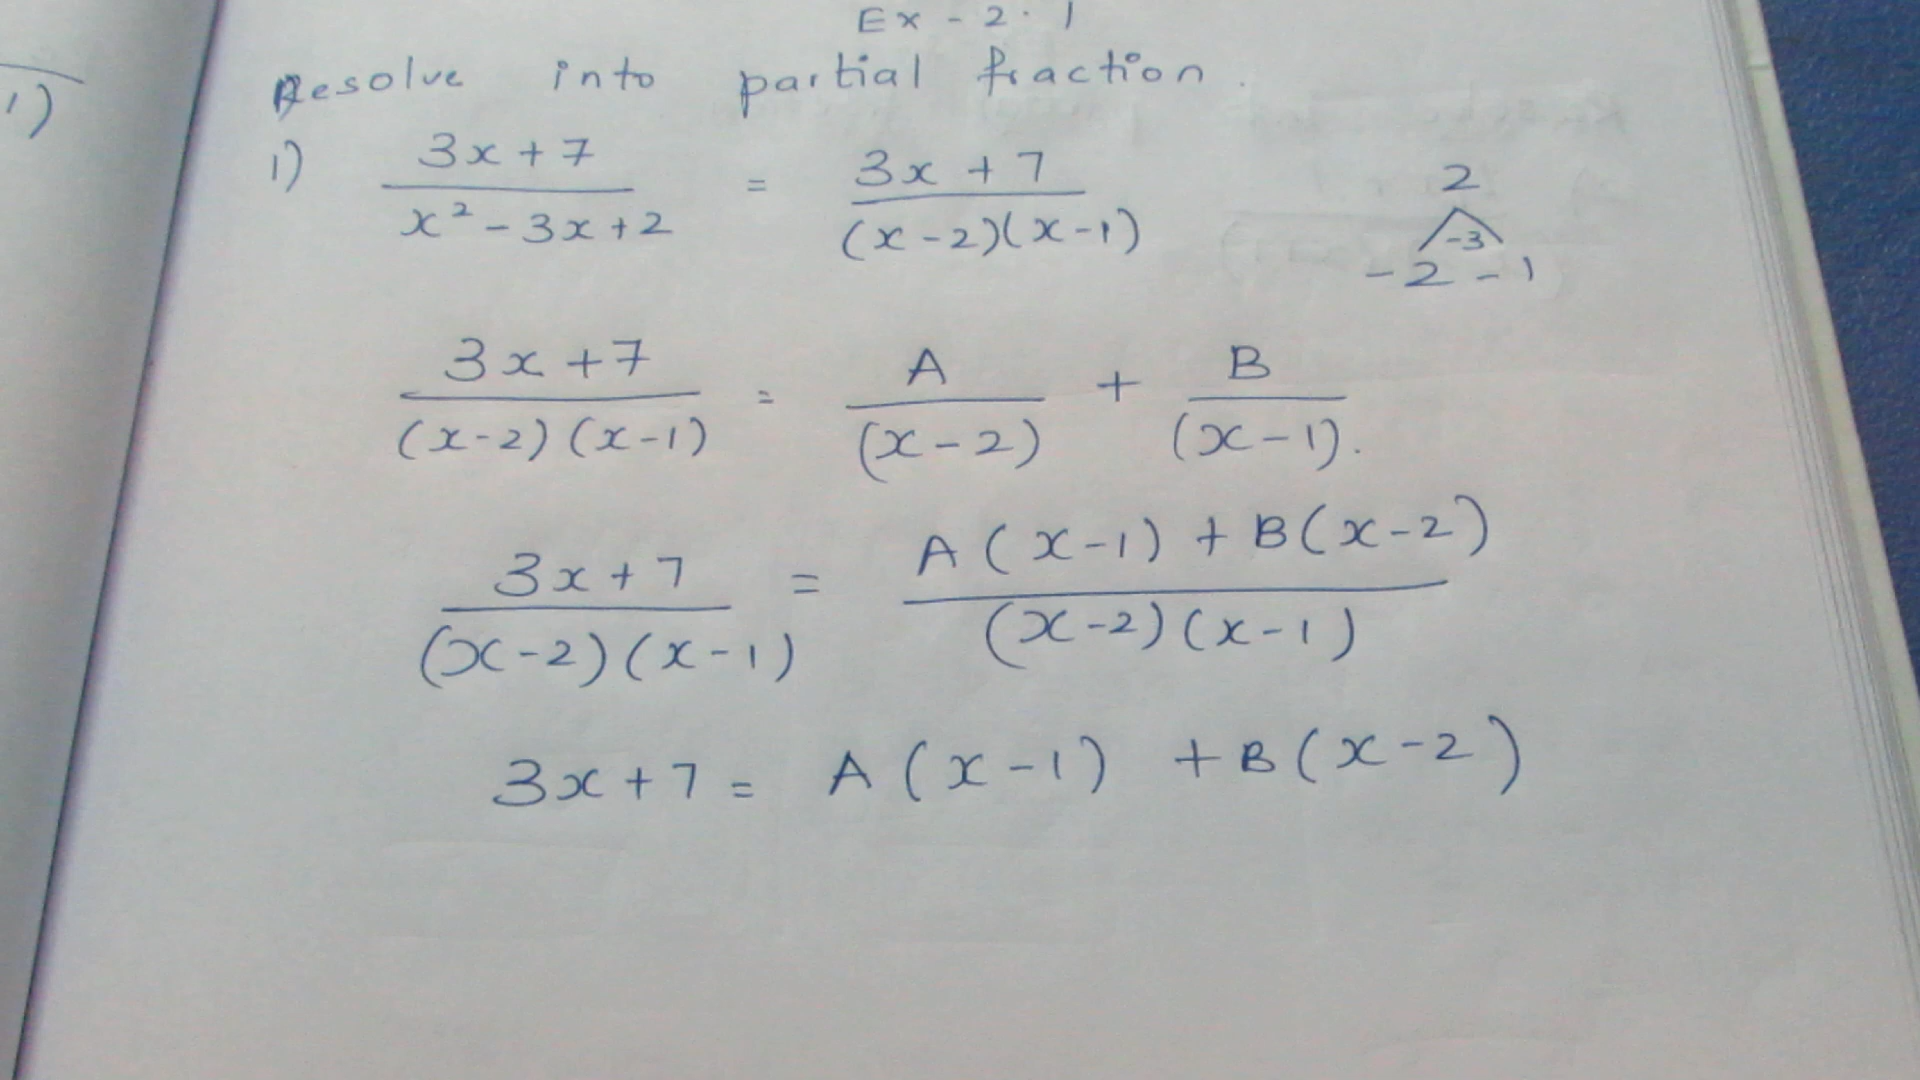 Ex - 2.1
1)
Resolve into partial fraction.
1) (3x+7)/(x²-3x+2) = (3x+7)/((x-2)(x-1))
2
-3
-2 -1
(3x+7)/((x-2)(x-1)) = A/(x-2) + B/(x-1).
(3x+7)/((x-2)(x-1)) = (A(x-1)+B(x-2))/((x-2)(x-1))
3x+7 = A(x-1) +B(x-2)